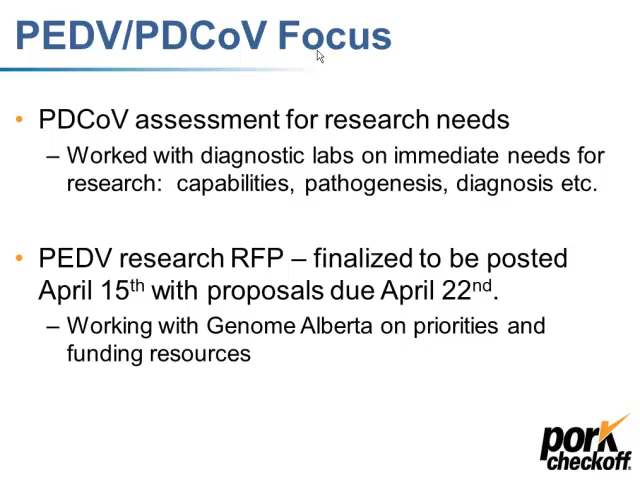 PEDV/PDCoV Focus
• PDCoV assessment for research needs
– Worked with diagnostic labs on immediate needs for
research:  capabilities, pathogenesis, diagnosis etc.
• PEDV research RFP – finalized to be posted
April 15th with proposals due April 22nd.
– Working with Genome Alberta on priorities and
funding resources
pork
checkoff.